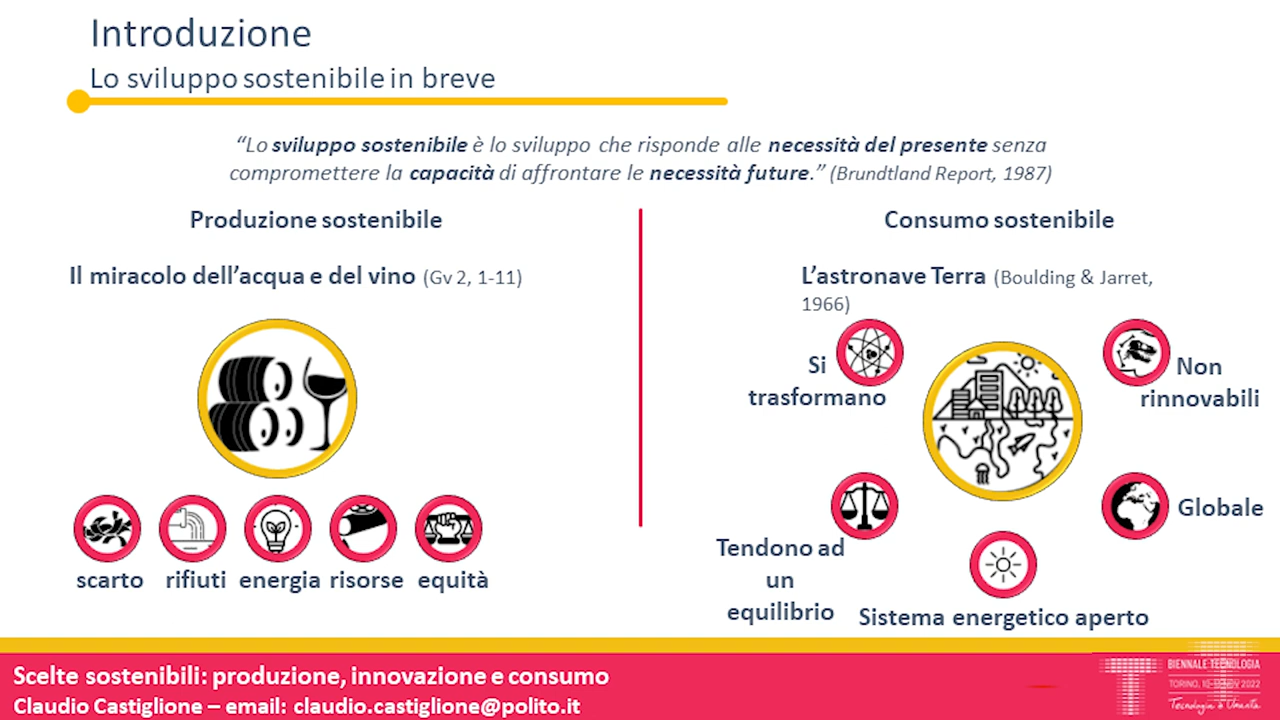 Introduzione
Lo sviluppo sostenibile in breve
“Lo sviluppo sostenibile è lo sviluppo che risponde alle necessità del presente senza
compromettere la capacità di affrontare le necessità future.” (Brundtland Report, 1987)
Produzione sostenibile
Il miracolo dell’acqua e del vino (Gv 2, 1-11)
scarto
rifiuti
energia
risorse
equità
Consumo sostenibile
L’astronave Terra (Boulding & Jarret,
1966)
Si
trasformano
Non
rinnovabili
Tendono ad
un
equilibrio
Globale
Sistema energetico aperto
Scelte sostenibili: produzione, innovazione e consumo
Claudio Castiglione – email: claudio.castiglione@polito.it
BIENNALE TECNOLOGIA
TORINO, 2022
Tecnologia è Umanità